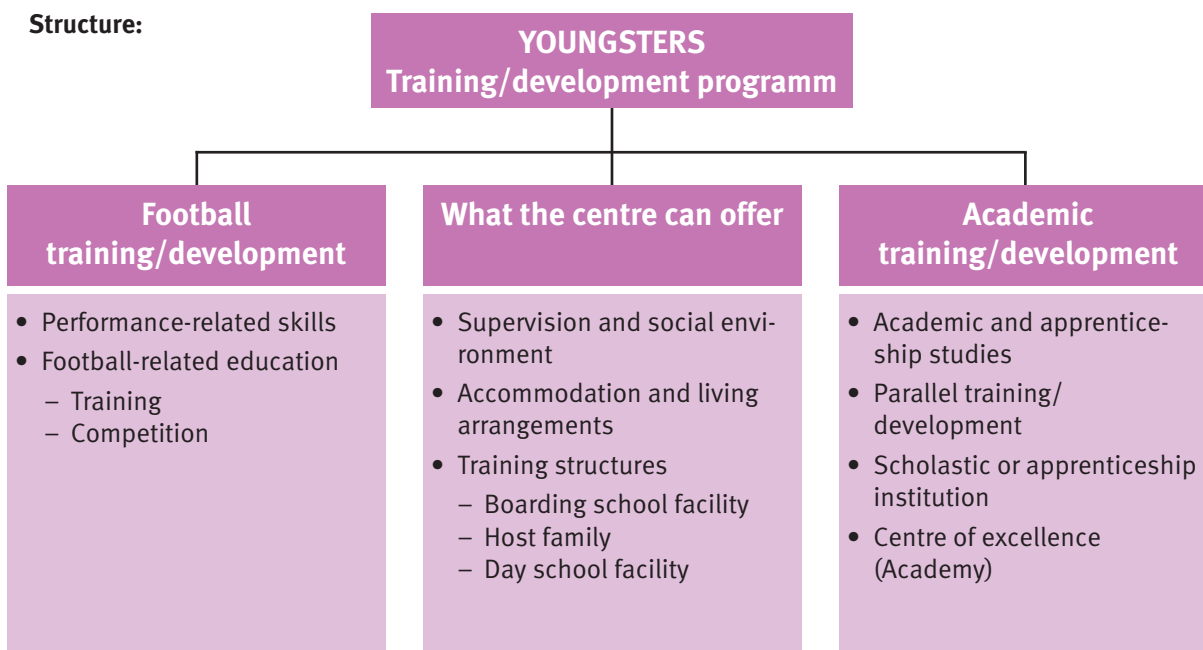 Structure:
YOUNGSTERS
Training/development programm
Football
training/development
• Performance-related skills
• Football-related education
– Training
– Competition
What the centre can offer
• Supervision and social envi-
ronment
• Accommodation and living
arrangements
• Training structures
– Boarding school facility
– Host family
– Day school facility
Academic
training/development
• Academic and apprentice-
ship studies
• Parallel training/
development
• Scholastic or apprenticeship
institution
• Centre of excellence
(Academy)